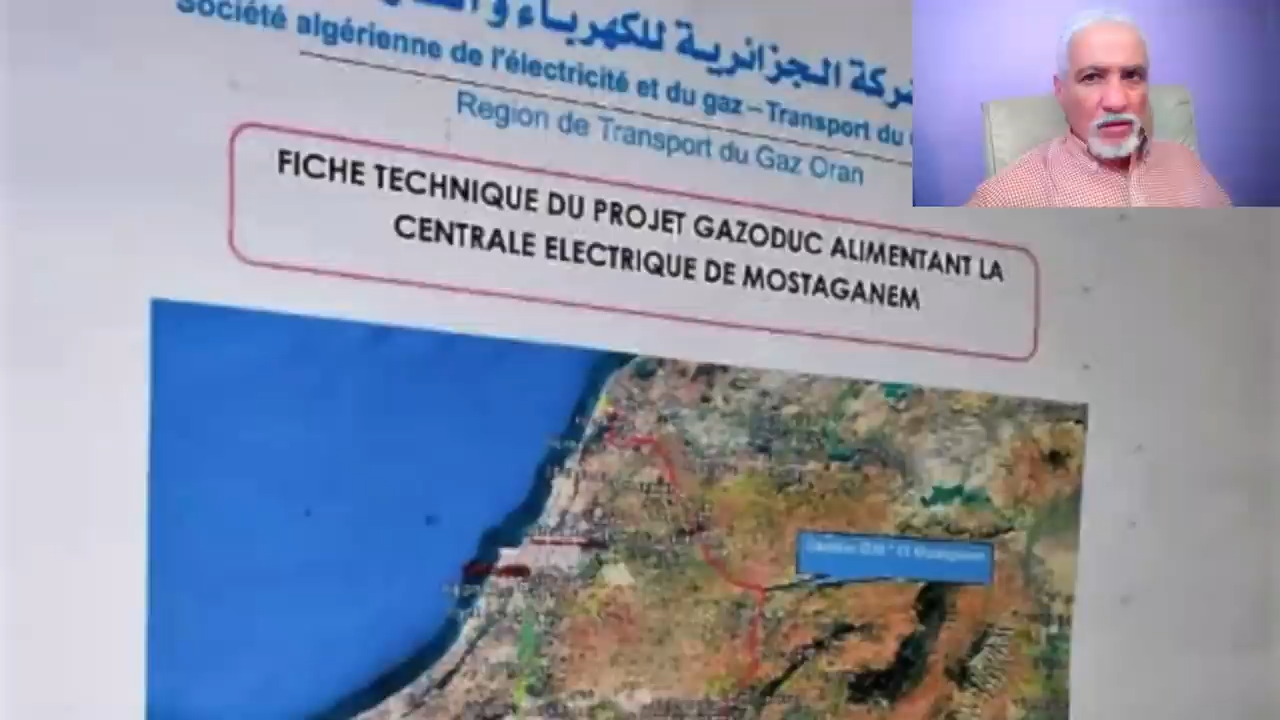 للكهرباء
الجزائرية
Société algérienne de l'électricité et du gaz – Transport du
Region de Transport du Gaz Oran
FICHE TECHNIQUE DU PROJET GAZODUC ALIMENTANT LA
CENTRALE ELECTRIQUE DE MOSTAGANEM